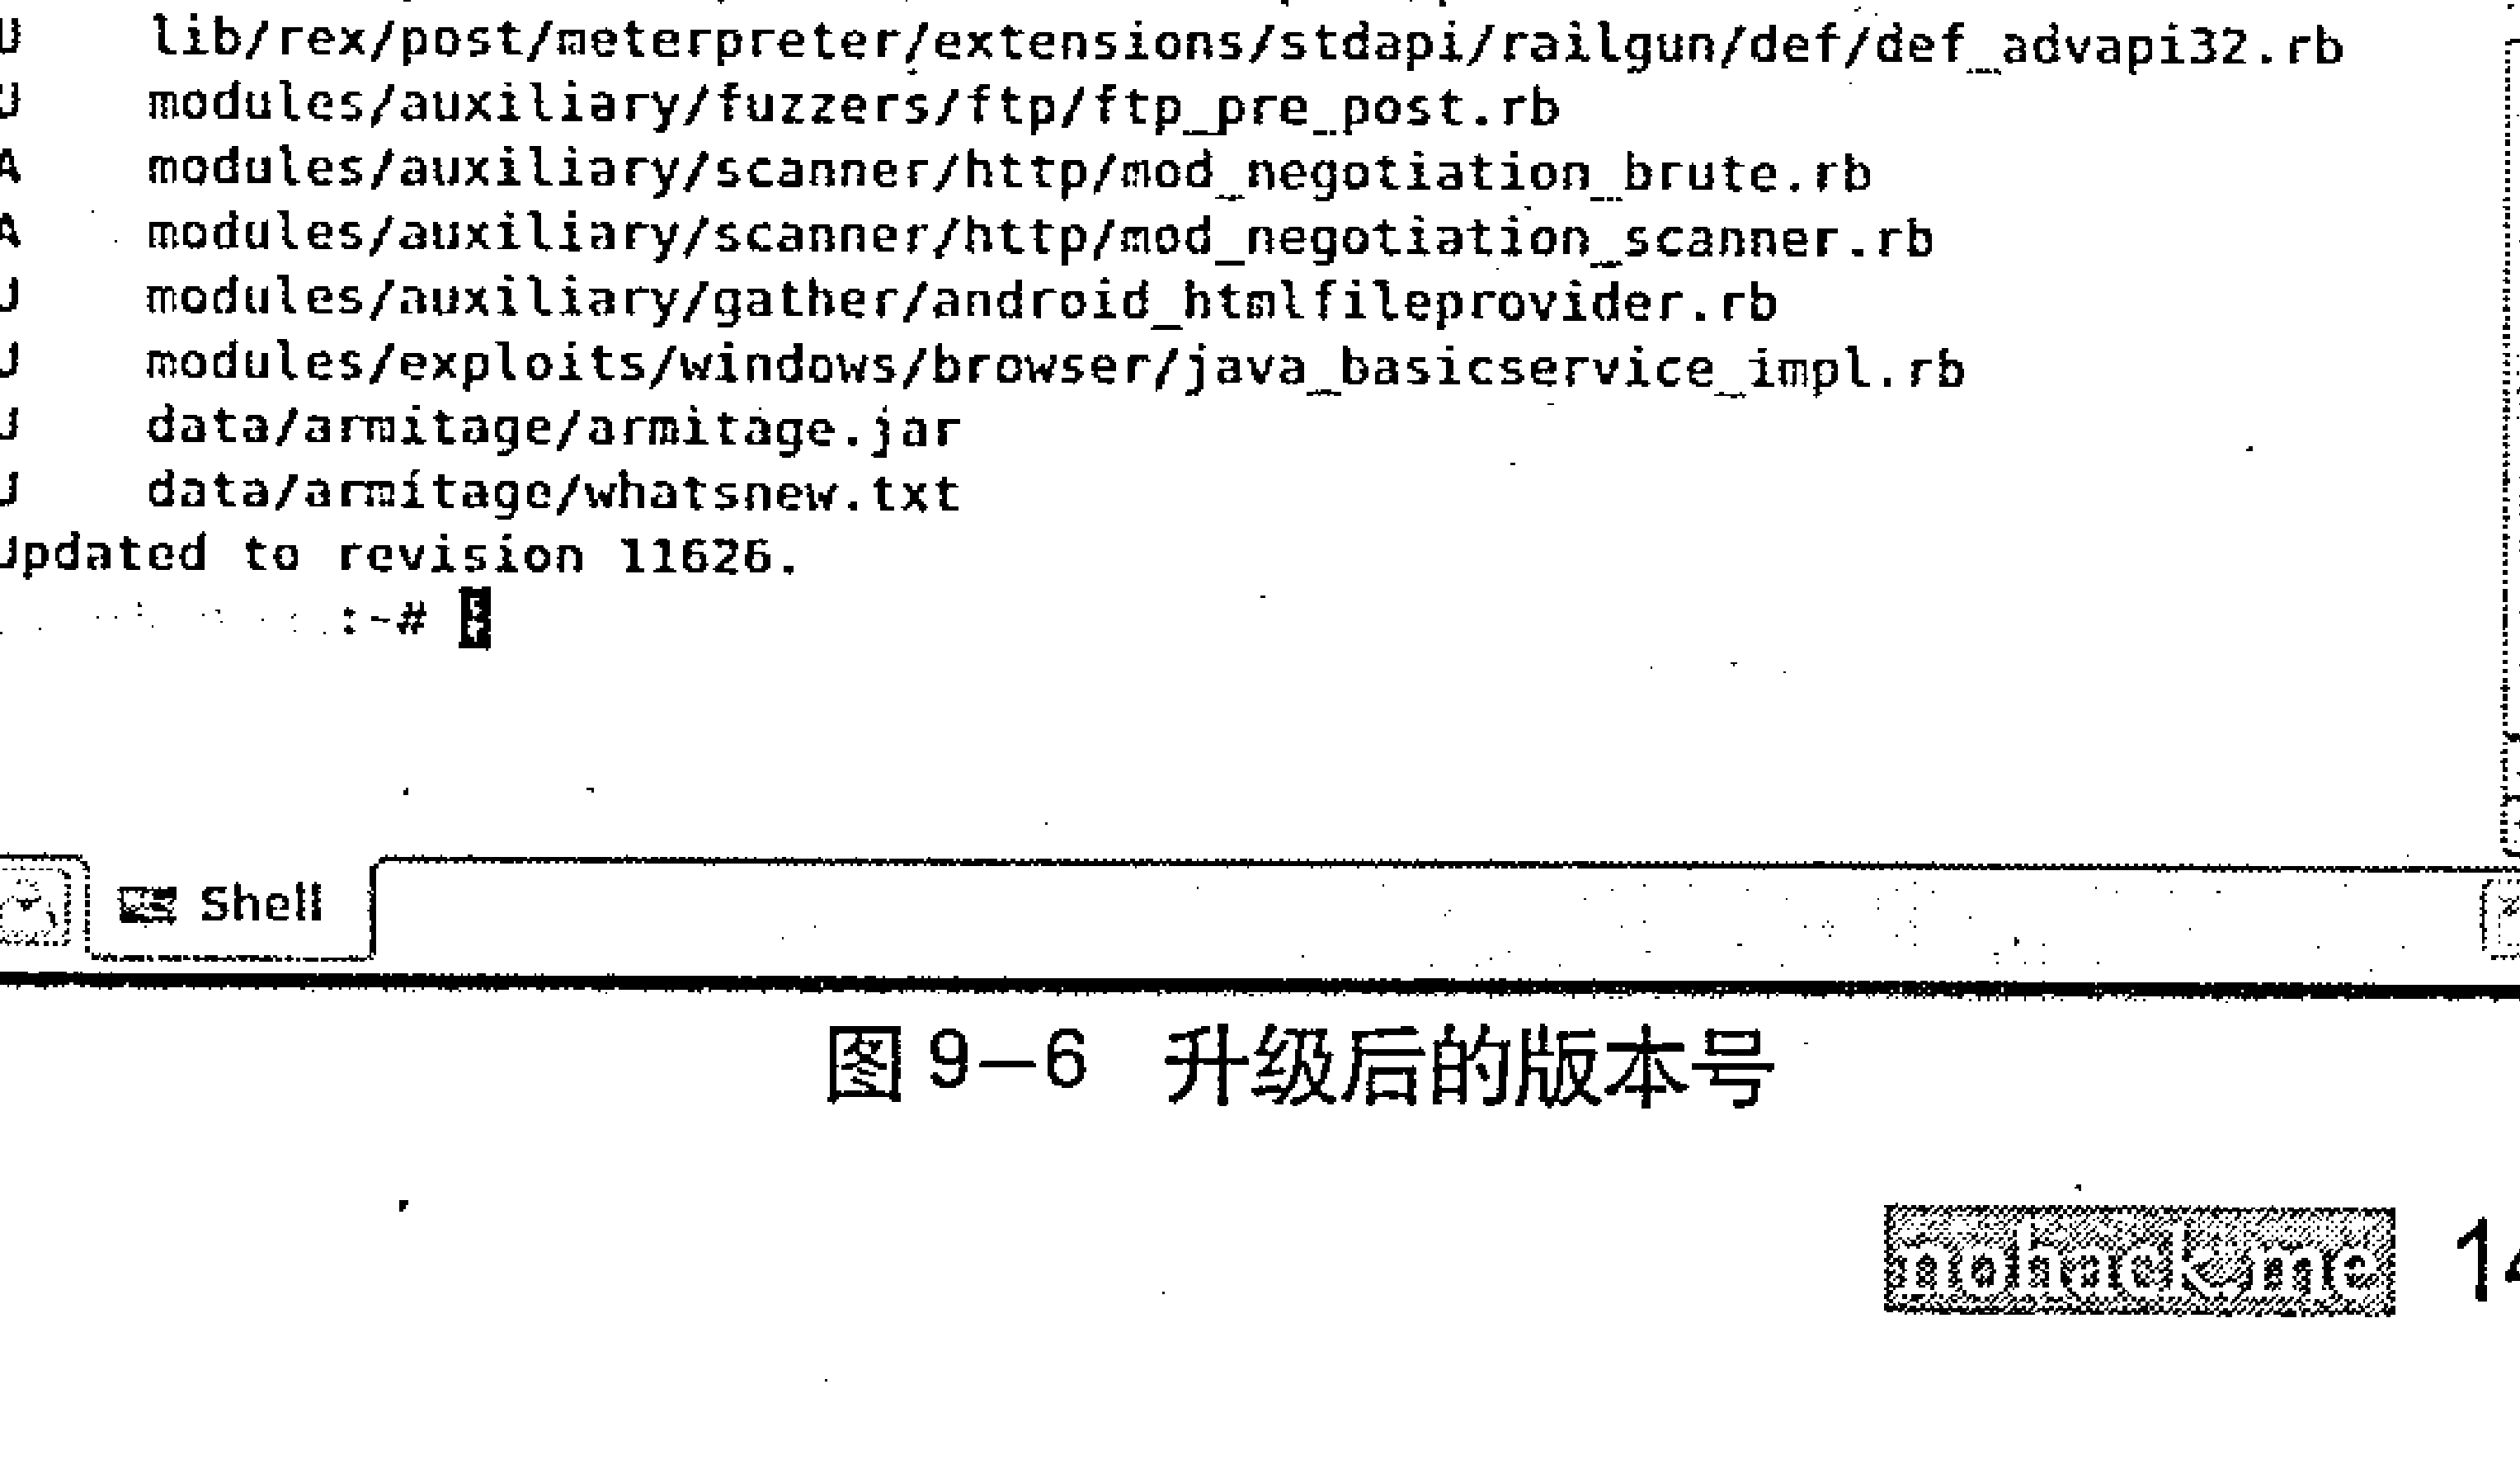 U    lib/rex/post/meterpreter/extensions/stdapi/railgun/def/def_advapi32.rb
U    modules/auxiliary/fuzzers/ftp/ftp_pre_post.rb
A    modules/auxiliary/scanner/http/mod_negotiation_brute.rb
A    modules/auxiliary/scanner/http/mod_negotiation_scanner.rb
U    modules/auxiliary/gather/android_htmlfileprovider.rb
U    modules/exploits/windows/browser/java_basicservice_impl.rb
U    data/armitage/armitage.jar
U    data/armitage/whatsnew.txt
Updated to revision 11626.
:~#
Shell
图 9-6 升级后的版本号
nohack.me 14